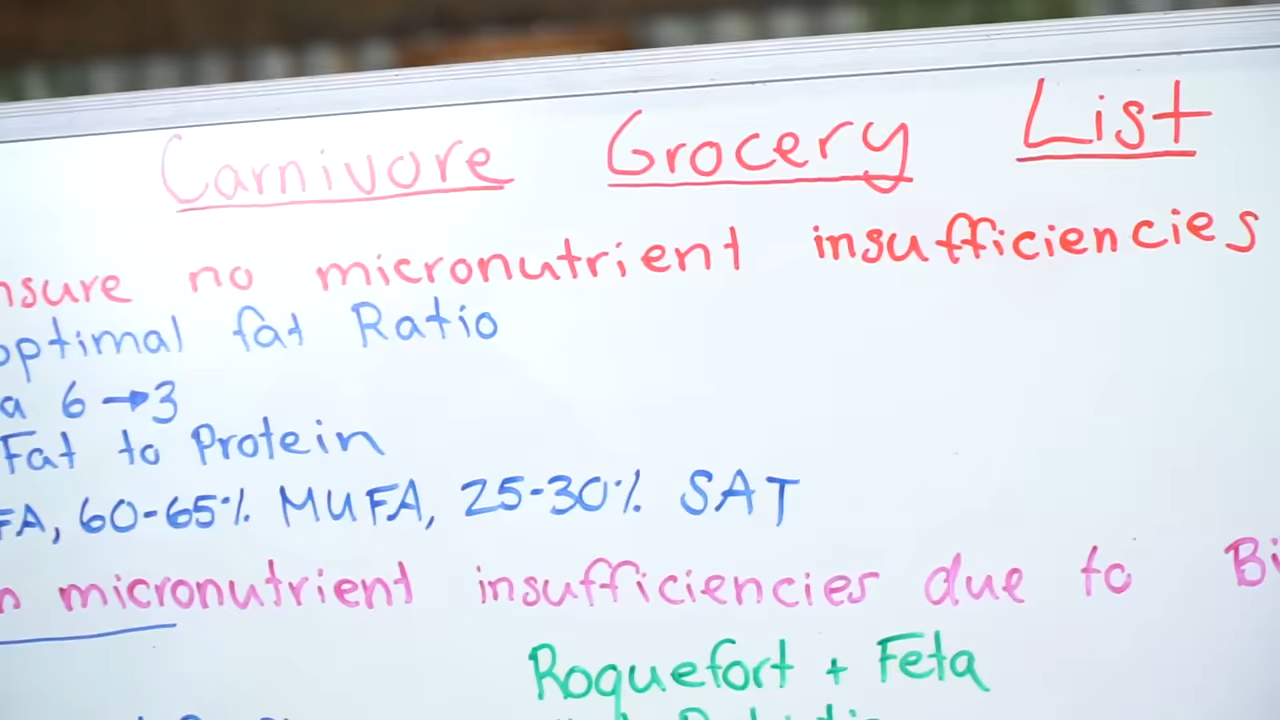 Carnivore Grocery List
nsure no micronutrient insufficiencies
optimal fat Ratio
a 6→3
Fat to Protein
FA, 60-65% MUFA, 25-30% SAT
n micronutrient insufficiencies due to Bi
Roquefort + Feta